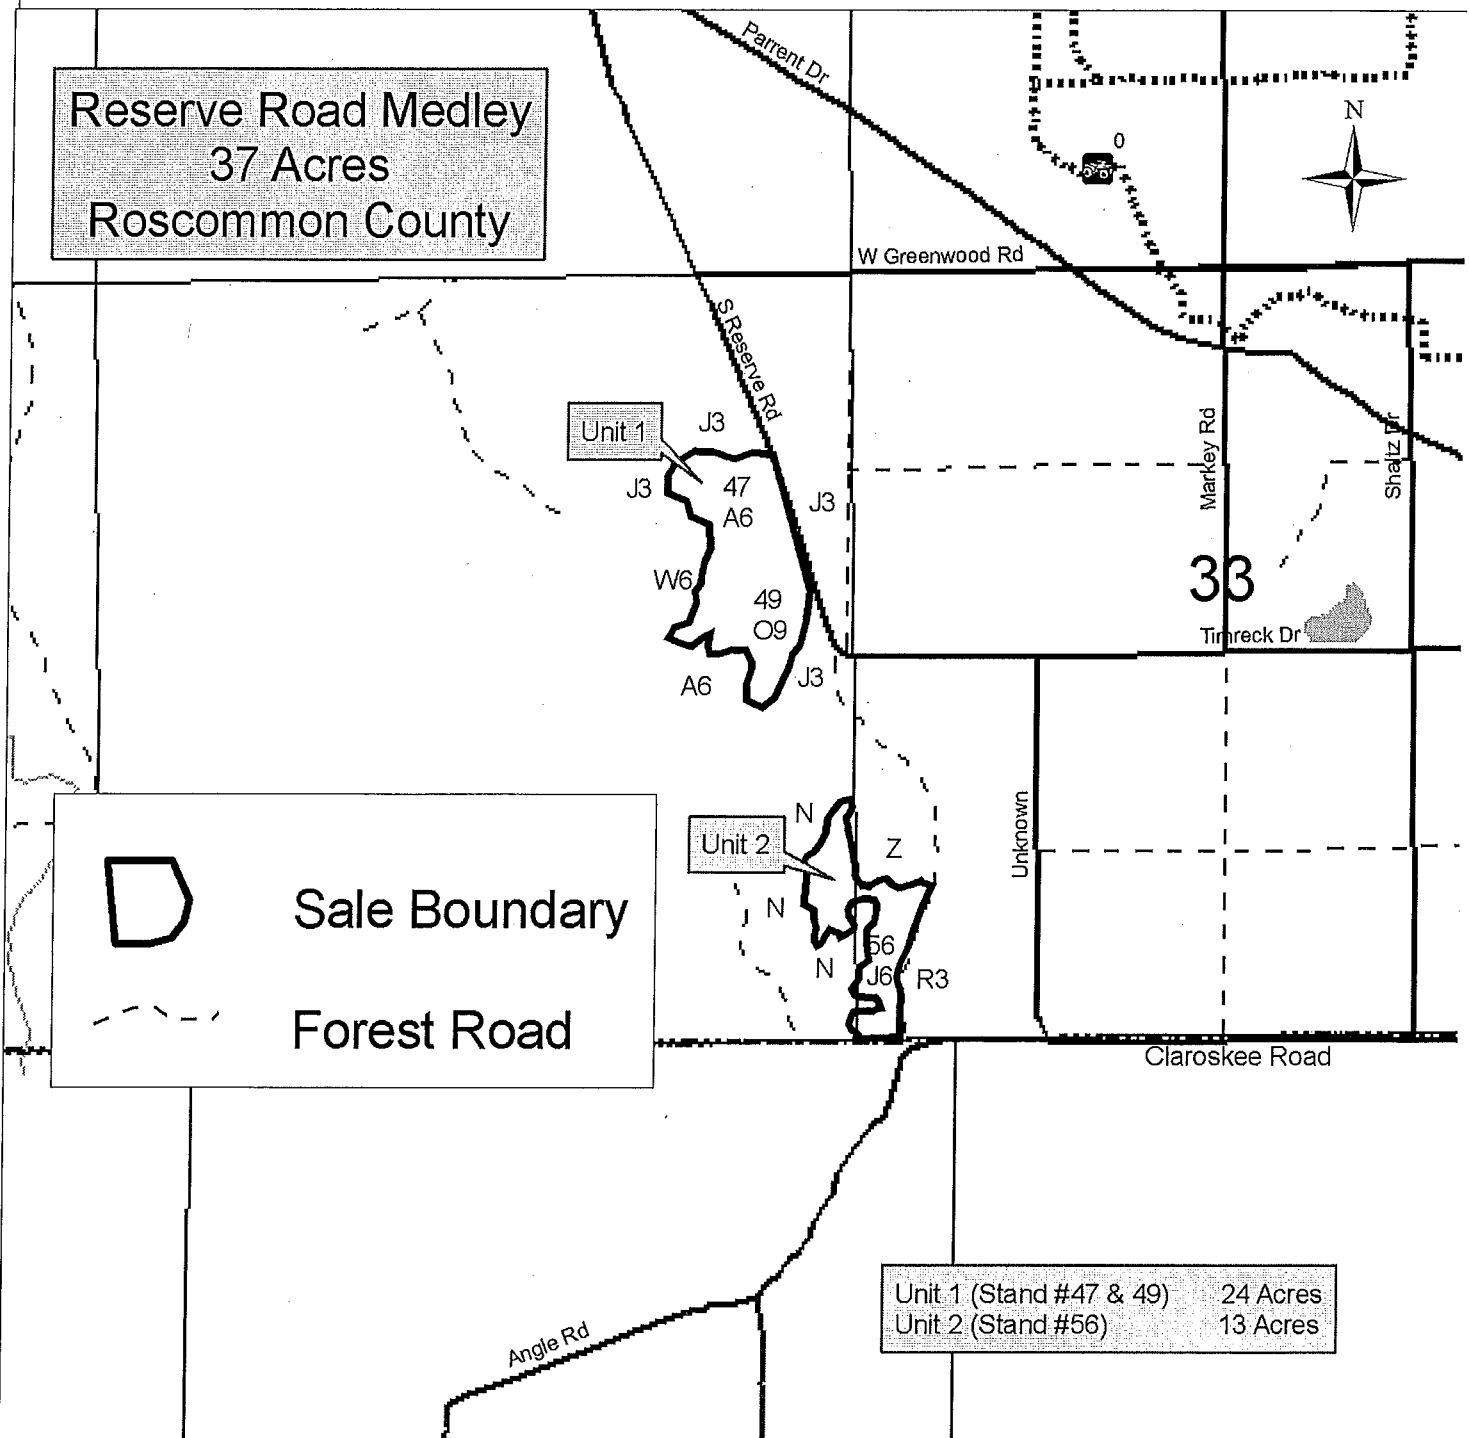 Parrent Dr
Reserve Road Medley
37 Acres
Roscommon County
N
0
W Greenwood Rd
S Reserve Rd
Unit 1
J3
J3
47
A6
J3
Markey Rd
Shaltz Dr
W6
49
O9
33
Timreck Dr
A6
J3
N
Unit 2
Z
Unknown
N
56
N
J6
R3
Sale Boundary
Forest Road
Claroskee Road
Unit 1 (Stand #47 & 49) 24 Acres
Unit 2 (Stand #56) 13 Acres
Angle Rd